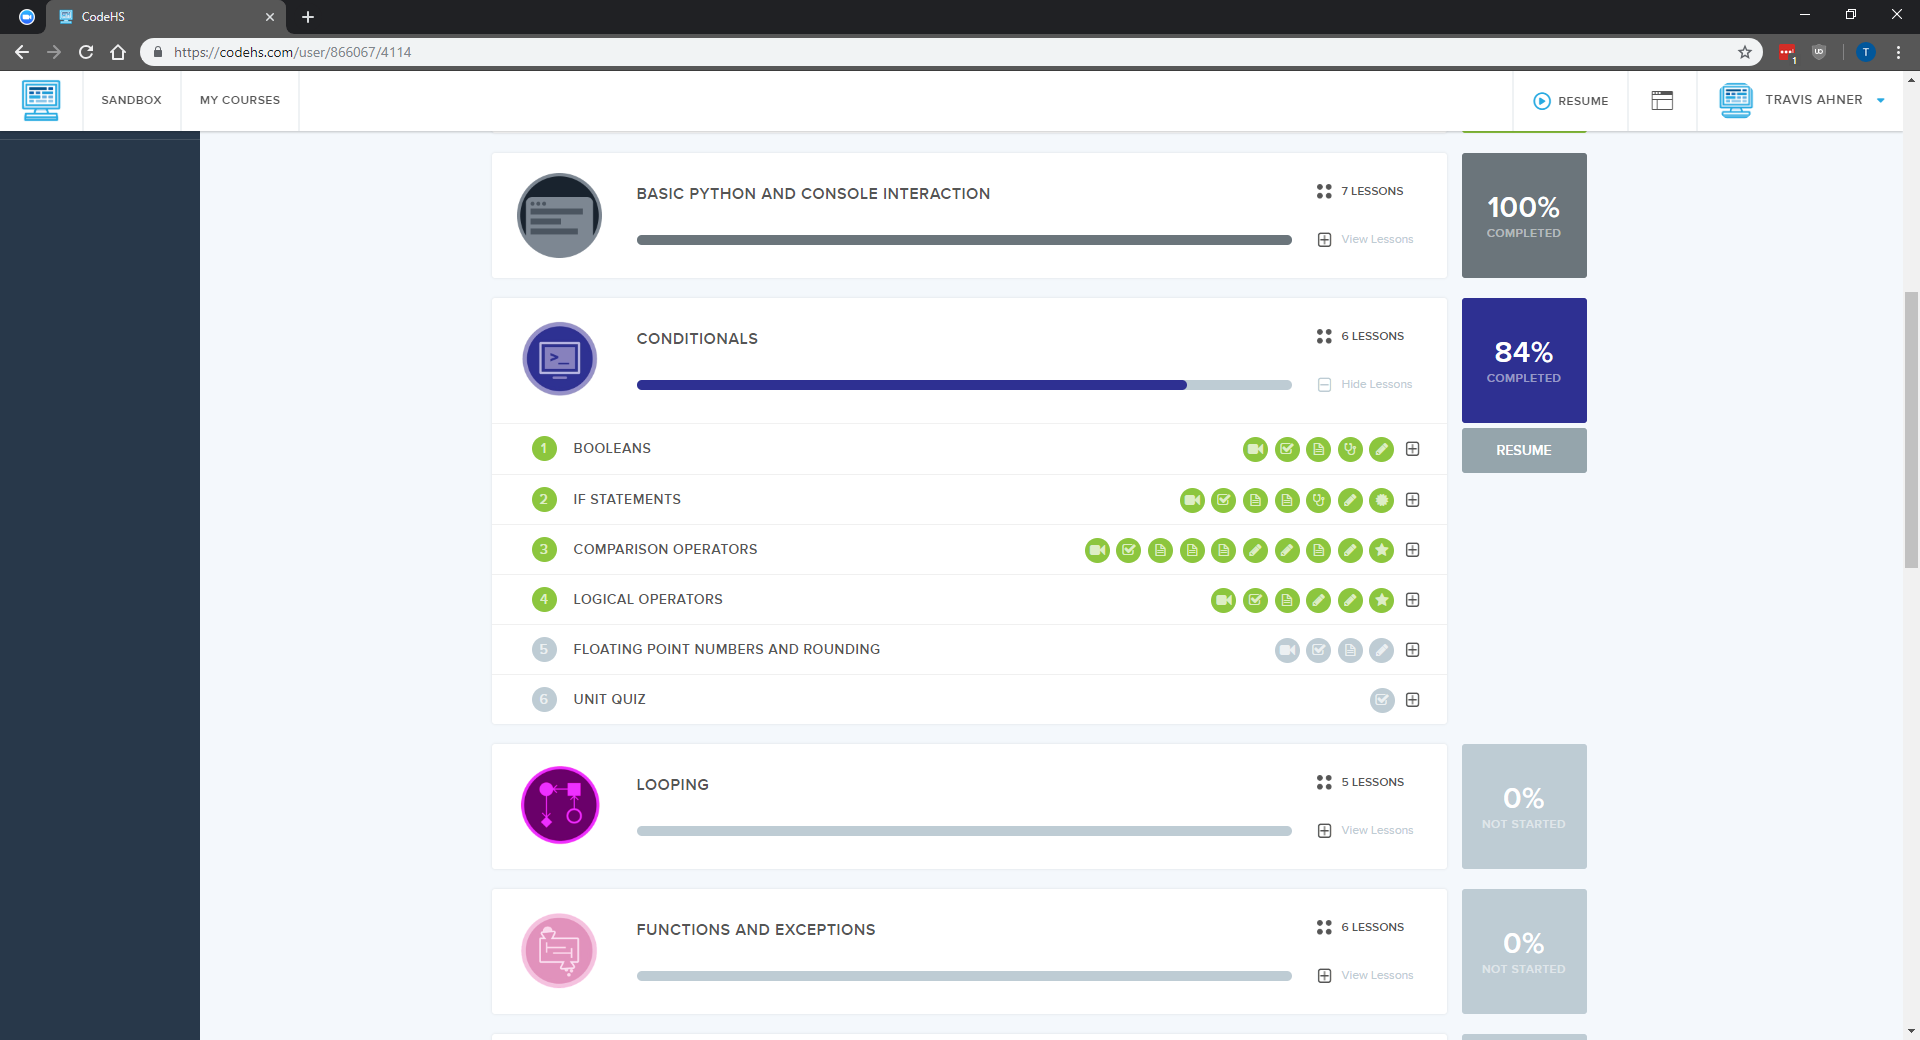 CodeHS
https://codehs.com/user/866067/4114
1
T
SANDBOX
MY COURSES
RESUME
TRAVIS AHNER
BASIC PYTHON AND CONSOLE INTERACTION
7 LESSONS
View Lessons
100%
COMPLETED
CONDITIONALS
6 LESSONS
Hide Lessons
84%
COMPLETED
RESUME
1 BOOLEANS
2 IF STATEMENTS
3 COMPARISON OPERATORS
4 LOGICAL OPERATORS
5 FLOATING POINT NUMBERS AND ROUNDING
6 UNIT QUIZ
LOOPING
5 LESSONS
View Lessons
0%
NOT STARTED
FUNCTIONS AND EXCEPTIONS
6 LESSONS
View Lessons
0%
NOT STARTED